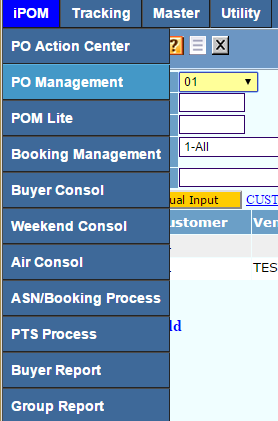 iPOM Tracking Master Utility
PO Action Center
?
PO Management
01
POM Lite
Booking Management
1-All
Buyer Consol
ual Input
CUST
Weekend Consol
ustomer
Ven
Air Consol
TES
ASN/Booking Process
ld
PTS Process
Buyer Report
Group Report